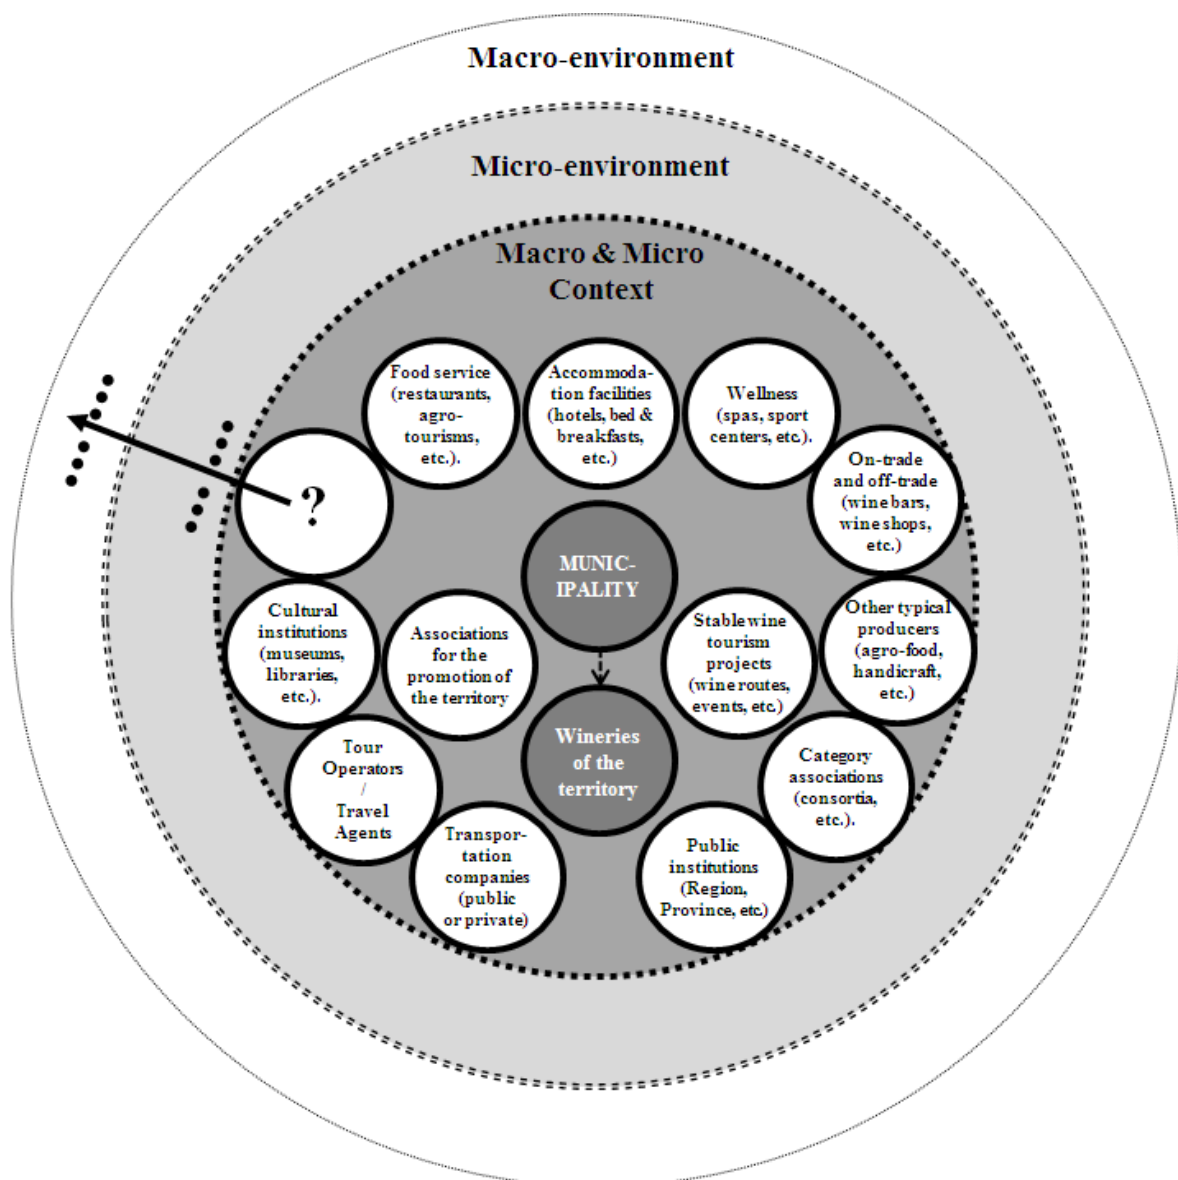 Macro-environment
Micro-environment
Macro & Micro
Context
Food service
(restaurants,
agro-
tourisms,
etc.).
Accommoda-
tion facilities
(hotels, bed &
breakfasts,
etc.)
Wellness
(spas, sport
centers, etc.).
On-trade
and off-trade
(wine bars,
wine shops,
etc.)
?
MUNIC-
IPALITY
Cultural
institutions
(museums,
libraries,
etc.).
Associations
for the
promotion of
the territory
Stable wine
tourism
projects
(wine routes,
events, etc.)
Other typical
producers
(agro-food,
handicraft,
etc.)
Wineries
of the
territory
Tour
Operators
/
Travel
Agents
Category
associations
(consortia,
etc.).
Transpor-
tation
companies
(public
or private)
Public
institutions
(Region,
Province, etc.)